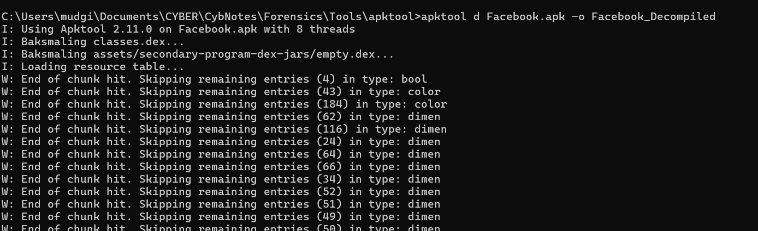 C:\Users\mudgi\Documents\CYBER\CybNotes\Forensics\Tools\apktool>apktool d Facebook.apk -o Facebook_Decompiled
I: Using Apktool 2.11.0 on Facebook.apk with 8 threads
I: Baksmaling classes.dex...
I: Baksmaling assets/secondary-program-dex-jars/empty.dex...
I: Loading resource table...
W: End of chunk hit. Skipping remaining entries (4) in type: bool
W: End of chunk hit. Skipping remaining entries (43) in type: color
W: End of chunk hit. Skipping remaining entries (184) in type: color
W: End of chunk hit. Skipping remaining entries (62) in type: dimen
W: End of chunk hit. Skipping remaining entries (116) in type: dimen
W: End of chunk hit. Skipping remaining entries (24) in type: dimen
W: End of chunk hit. Skipping remaining entries (64) in type: dimen
W: End of chunk hit. Skipping remaining entries (66) in type: dimen
W: End of chunk hit. Skipping remaining entries (34) in type: dimen
W: End of chunk hit. Skipping remaining entries (52) in type: dimen
W: End of chunk hit. Skipping remaining entries (51) in type: dimen
W: End of chunk hit. Skipping remaining entries (49) in type: dimen
W: End of chunk hit. Skipping remaining entries (50) in type: dimen